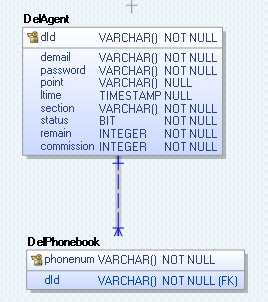 DelAgent
dId VARCHAR() NOT NULL
demail VARCHAR() NOT NULL
password VARCHAR() NOT NULL
point VARCHAR() NULL
ltime TIMESTAMP NULL
section VARCHAR() NOT NULL
status BIT NOT NULL
remain INTEGER NOT NULL
commission INTEGER NOT NULL
DelPhonebook
phonenum VARCHAR() NOT NULL
dId VARCHAR() NOT NULL (FK)